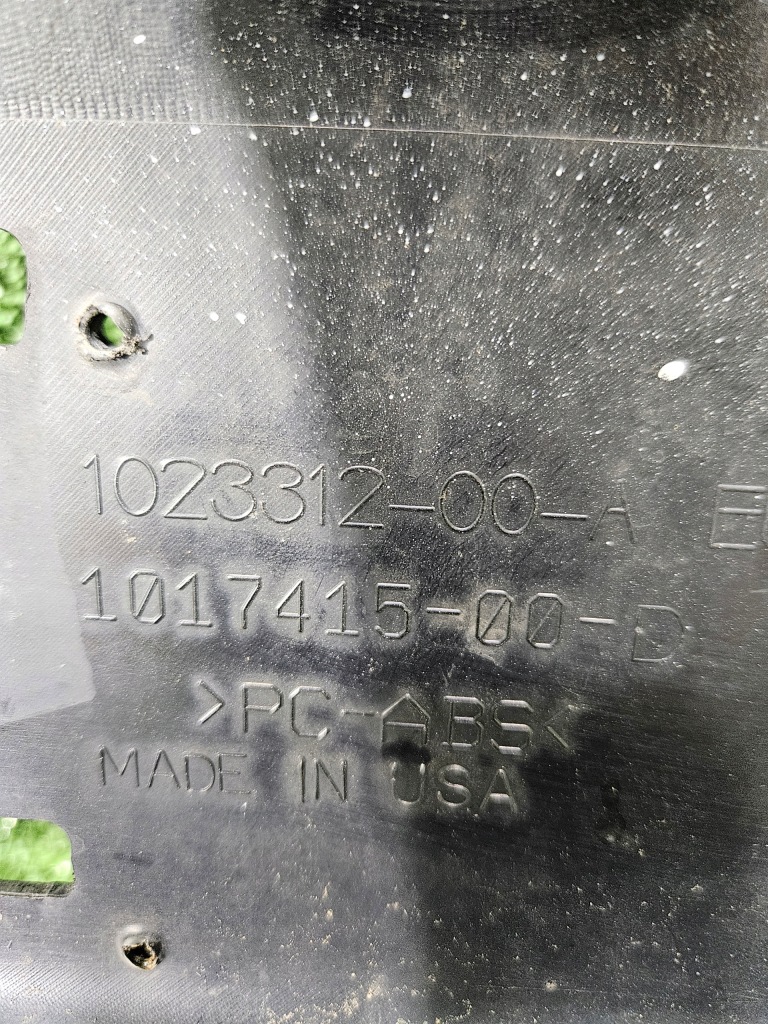 1023312-00-A
1017415-00-D
>PC-ABS<
MADE IN USA